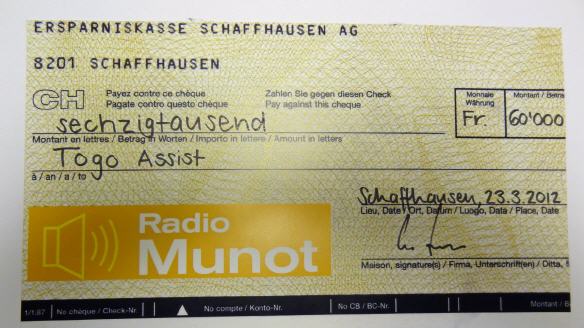 ERSPARNISKASSE SCHAFFHAUSEN AG
8201 SCHAFFHAUSEN
CH
Payez contre ce chèque
Zahlen Sie gegen diesen Check
Pagate contro questo chèque
Pay against this cheque
Monnaie
Währung
Montant / Betra
Fr.
60'000
sechzigtausend
Montant en lettres / Betrag in Worten / Importo in lettere / Amount in letters
Togo Assist
à / an / a / to
Schaffhausen, 23.3.2012
Lieu, Date / Ort, Datum / Luogo, Data / Place, Date
Radio
Munot
Maison, signature(s) / Firma, Unterschrift(en) / Ditta,
1/1.87
No chèque / Check-Nr.
No compte / Konto-Nr.
No CB / BC-Nr.
Montant / B